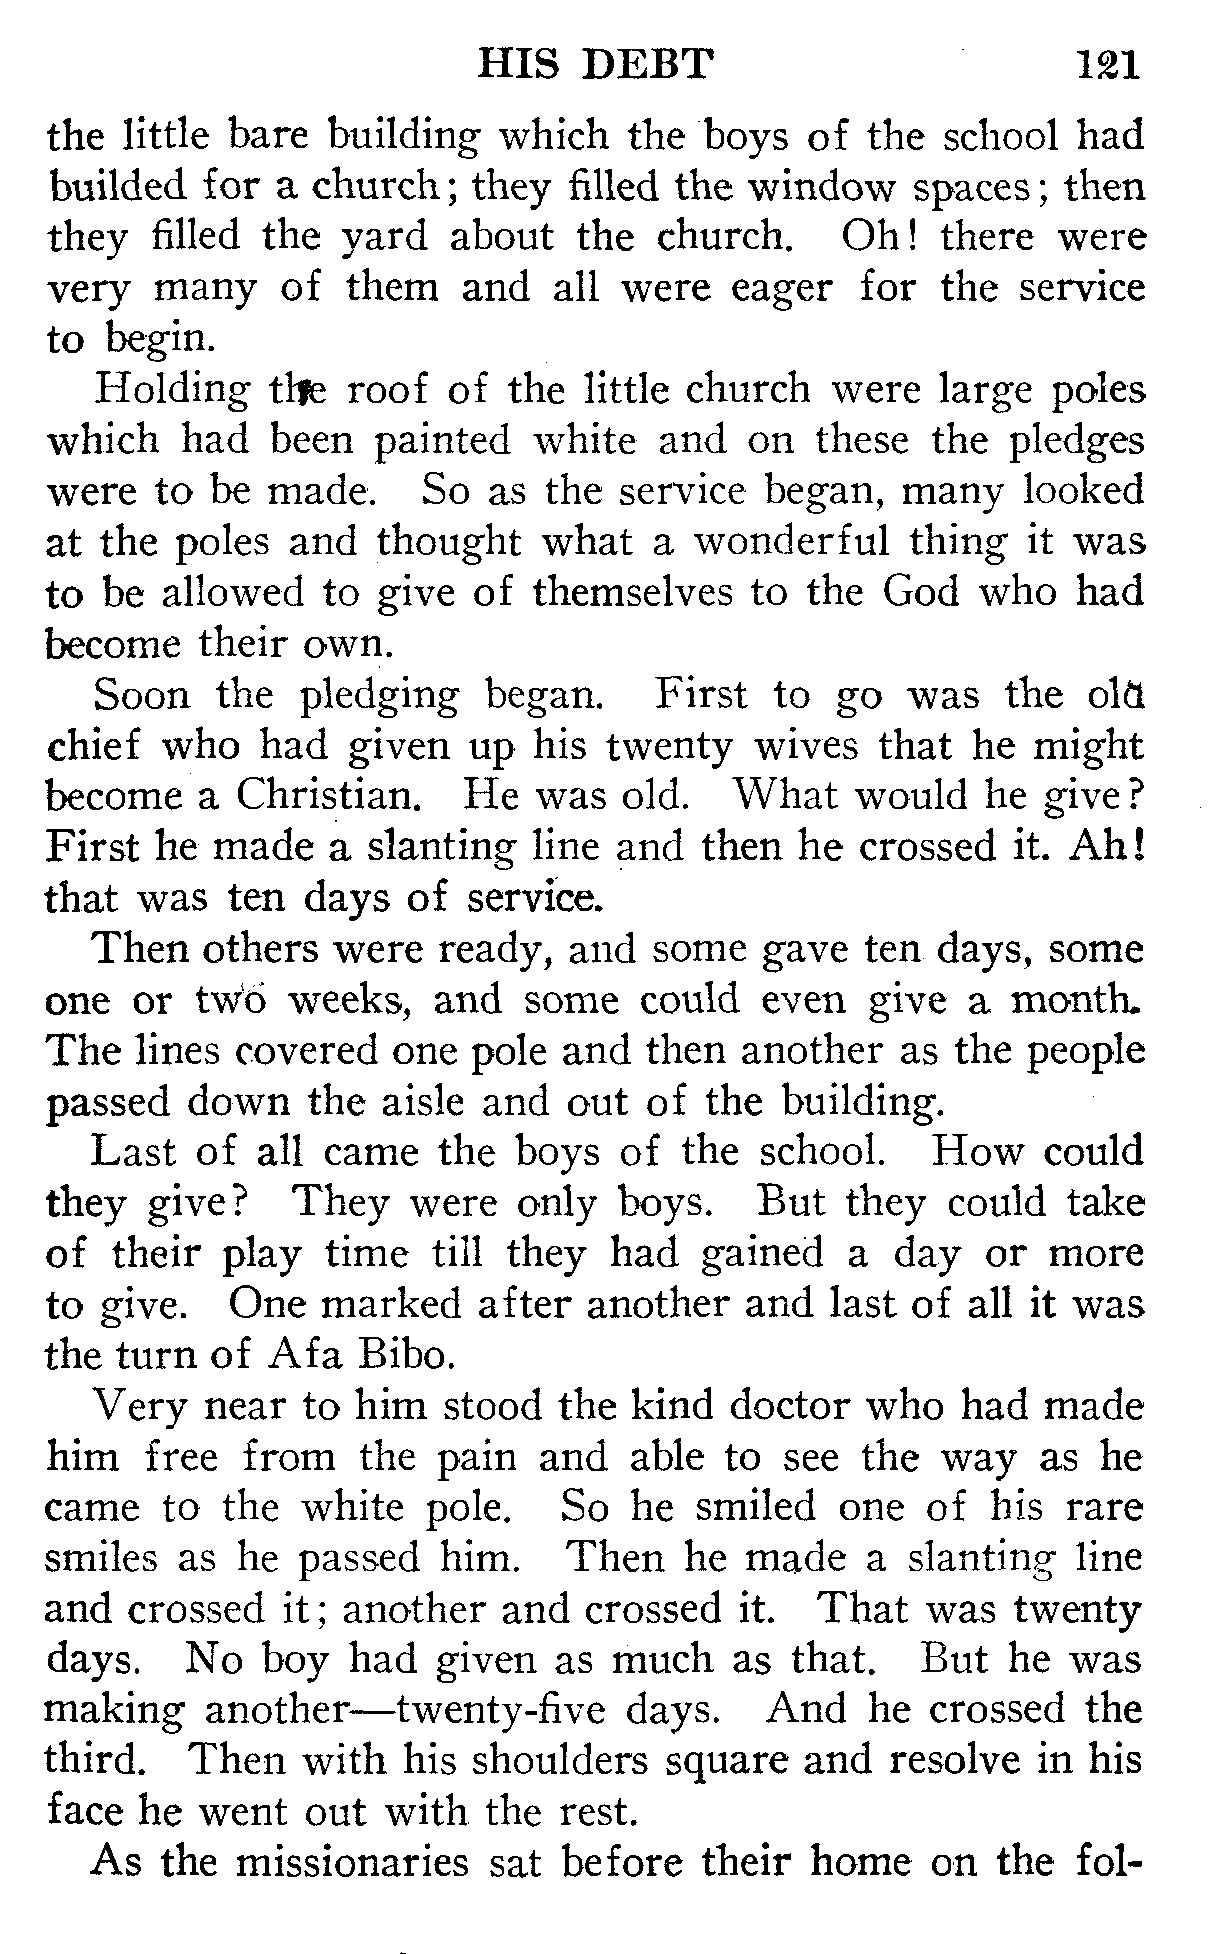 HIS DEBT 121
the little bare building which the boys of the school had
builded for a church; they filled the window spaces; then
they filled the yard about the church. Oh! there were
very many of them and all were eager for the service
to begin.
Holding the roof of the little church were large poles
which had been painted white and on these the pledges
were to be made. So as the service began, many looked
at the poles and thought what a wonderful thing it was
to be allowed to give of themselves to the God who had
become their own.
Soon the pledging began. First to go was the old
chief who had given up his twenty wives that he might
become a Christian. He was old. What would he give?
First he made a slanting line and then he crossed it. Ah!
that was ten days of service.
Then others were ready, and some gave ten days, some
one or two weeks, and some could even give a month.
The lines covered one pole and then another as the people
passed down the aisle and out of the building.
Last of all came the boys of the school. How could
they give? They were only boys. But they could take
of their play time till they had gained a day or more
to give. One marked after another and last of all it was
the turn of Afa Bibo.
Very near to him stood the kind doctor who had made
him free from the pain and able to see the way as he
came to the white pole. So he smiled one of his rare
smiles as he passed him. Then he made a slanting line
and crossed it; another and crossed it. That was twenty
days. No boy had given as much as that. But he was
making another—twenty-five days. And he crossed the
third. Then with his shoulders square and resolve in his
face he went out with the rest.
As the missionaries sat before their home on the fol-